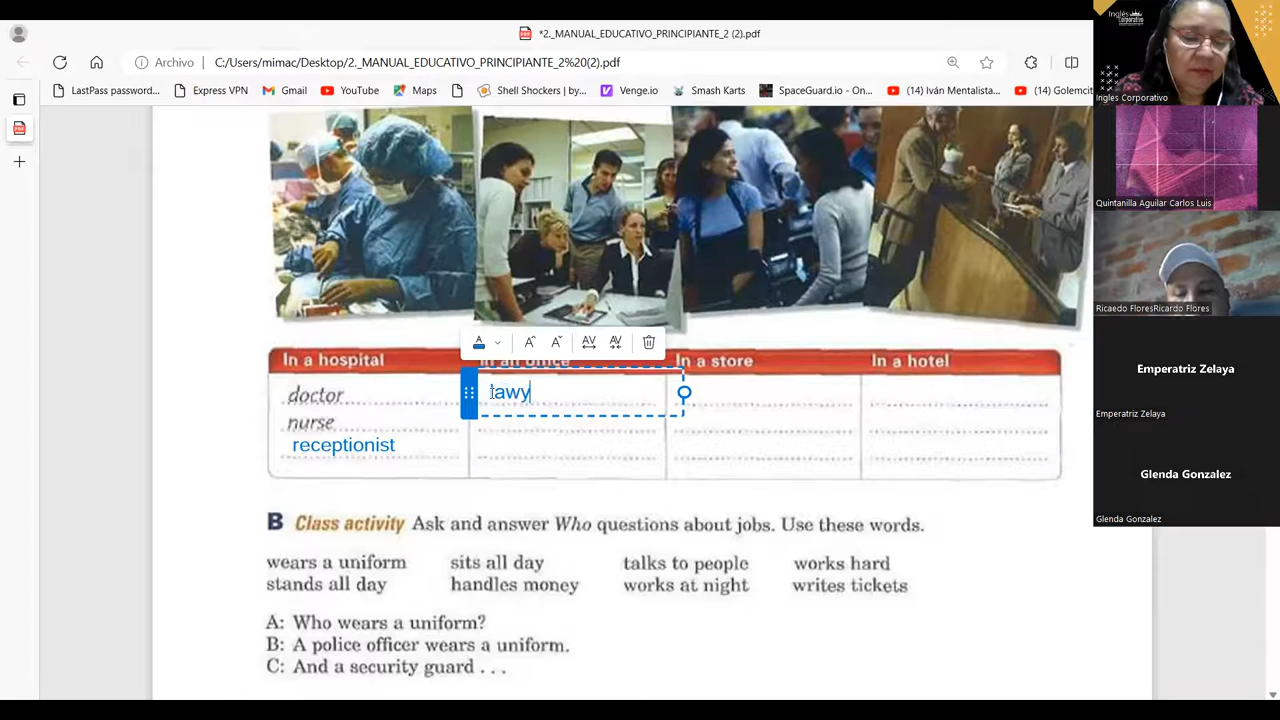 *2._MANUAL_EDUCATIVO_PRINCIPIANTE_2 (2).pdf
Archivo
C:/Users/mimac/Desktop/2._MANUAL_EDUCATIVO_PRINCIPIANTE_2%20(2).pdf
LastPass password...
Express VPN
Gmail
YouTube
Maps
Shell Shockers | by...
Venge.io
Smash Karts
SpaceGuard.io - On...
(14) Iván Mentalista...
(14) Golemcit
In a hospital
In an office
In a store
In a hotel
doctor
nurse
receptionist
lawy
B Class activity Ask and answer Who questions about jobs. Use these words.
wears a uniform sits all day talks to people works hard
stands all day handles money works at night writes tickets
A: Who wears a uniform?
B: A police officer wears a uniform.
C: And a security guard . . .
Inglés Corporativo
Ingles Corporativo
Quintanilla Aguilar Carlos Luis
Ricaedo FloresRicardo Flores
Emperatriz Zelaya
Emperatriz Zelaya
Glenda Gonzalez
Glenda Gonzalez